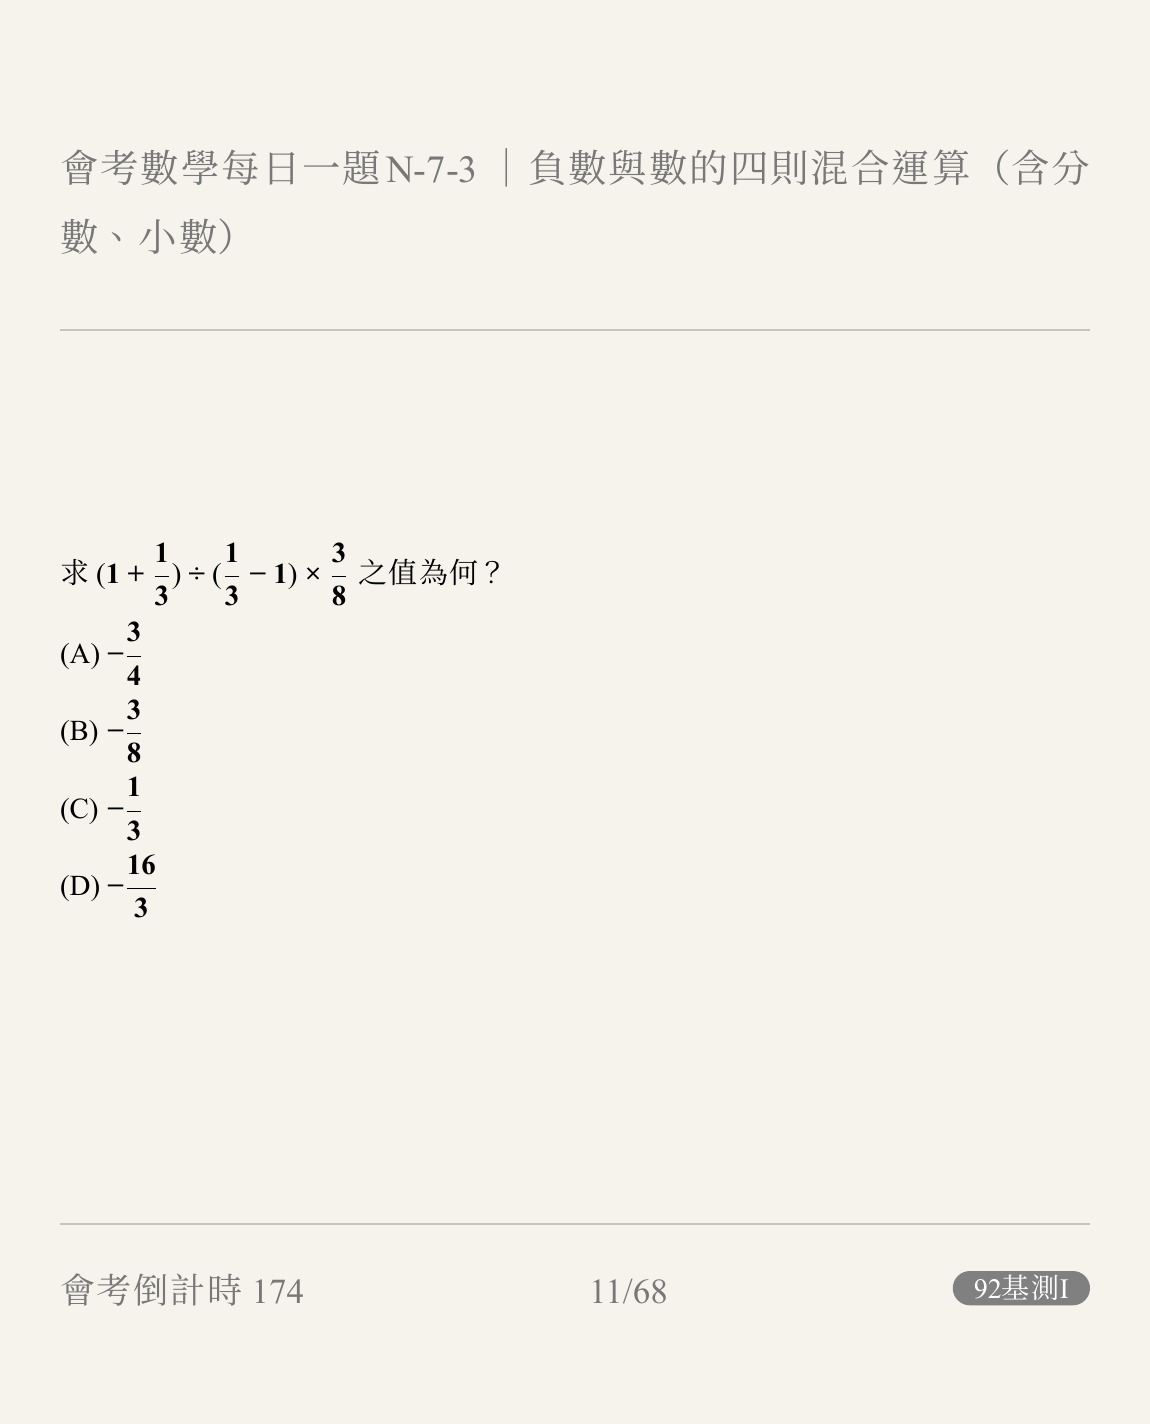 會考數學每日一題N-7-3 ｜負數與數的四則混合運算（含分
數、小數）
求 (1 + 1/3) ÷ (1/3 − 1) × 3/8 之值為何？
(A) −3/4
(B) −3/8
(C) −1/3
(D) −16/3
會考倒計時 174 11/68 92基測I